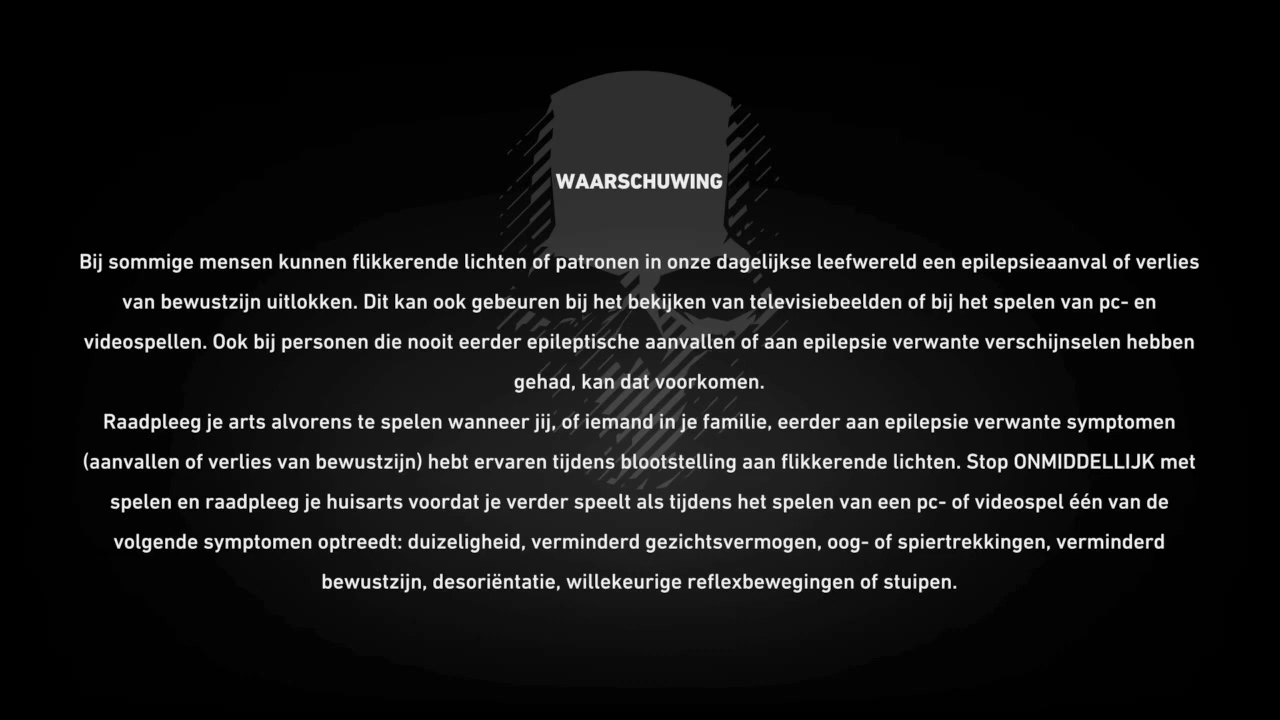 WAARSCHUWING
Bij sommige mensen kunnen flikkerende lichten of patronen in onze dagelijkse leefwereld een epilepsieaanval of verlies
van bewustzijn uitlokken. Dit kan ook gebeuren bij het bekijken van televisiebeelden of bij het spelen van pc- en
videospellen. Ook bij personen die nooit eerder epileptische aanvallen of aan epilepsie verwante verschijnselen hebben
gehad, kan dat voorkomen.
Raadpleeg je arts alvorens te spelen wanneer jij, of iemand in je familie, eerder aan epilepsie verwante symptomen
(aanvallen of verlies van bewustzijn) hebt ervaren tijdens blootstelling aan flikkerende lichten. Stop ONMIDDELLIJK met
spelen en raadpleeg je huisarts voordat je verder speelt als tijdens het spelen van een pc- of videospel één van de
volgende symptomen optreedt: duizeligheid, verminderd gezichtsvermogen, oog- of spiertrekkingen, verminderd
bewustzijn, desoriëntatie, willekeurige reflexbewegingen of stuipen.